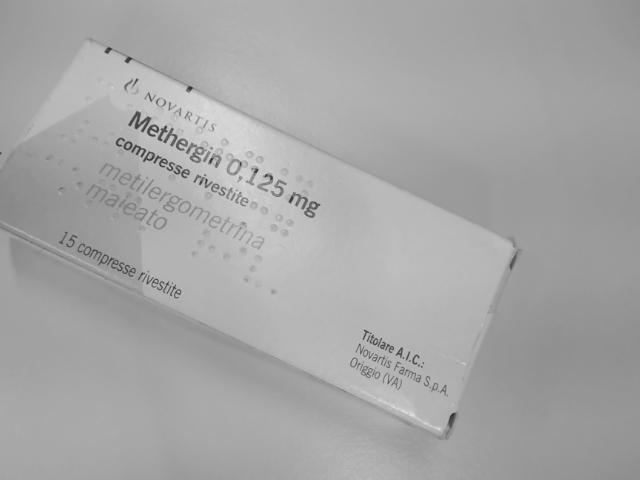 NOVARTIS
Methergin 0,125 mg
compresse rivestite
metilergometrina
maleato
15 compresse rivestite
Titolare A.I.C.:
Novartis Farma S.p.A.
Origgio (VA)